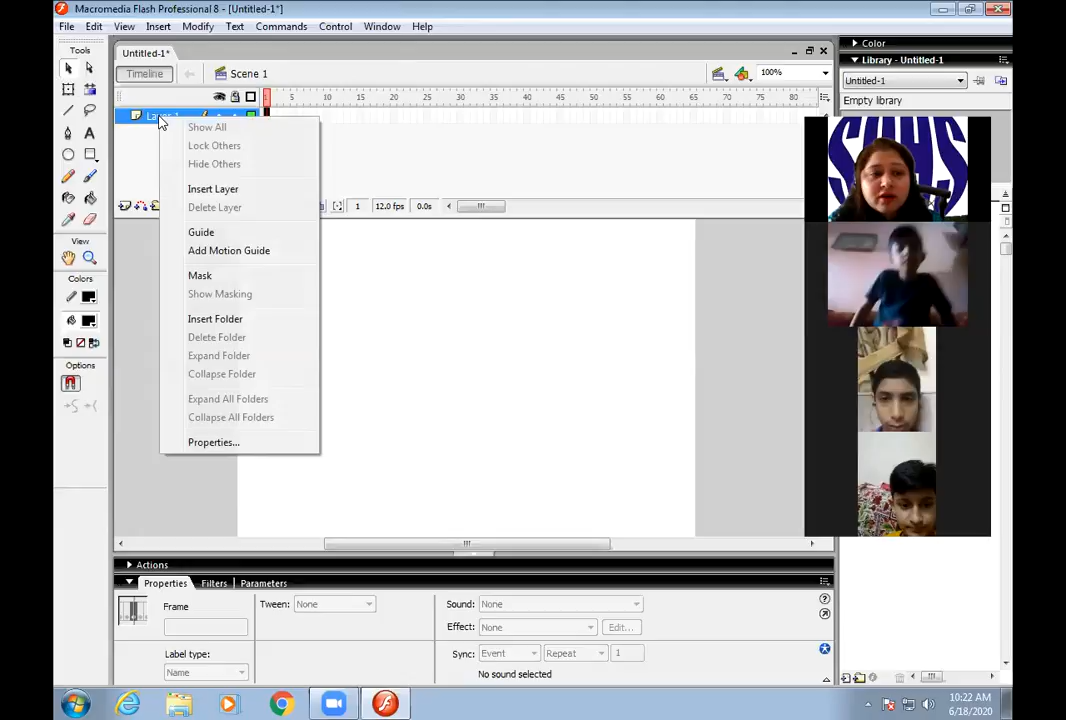 Macromedia Flash Professional 8 - [Untitled-1*]
File Edit View Insert Modify Text Commands Control Window Help
Tools
View
Colors
Options
Untitled-1*
Timeline
Scene 1
100%
5 10 15 20 25 30 35 40 45 50 55 60 65 70 75 80
1 12.0 fps 0.0s
Show All
Lock Others
Hide Others
Insert Layer
Delete Layer
Guide
Add Motion Guide
Mask
Show Masking
Insert Folder
Delete Folder
Expand Folder
Collapse Folder
Expand All Folders
Collapse All Folders
Properties...
Color
Library - Untitled-1
Untitled-1
Empty library
Actions
Properties Filters Parameters
Frame
Label type:
Name
Tween: None
Sound: None
Effect: None Edit...
Sync: Event Repeat 1
No sound selected
10:22 AM
6/18/2020